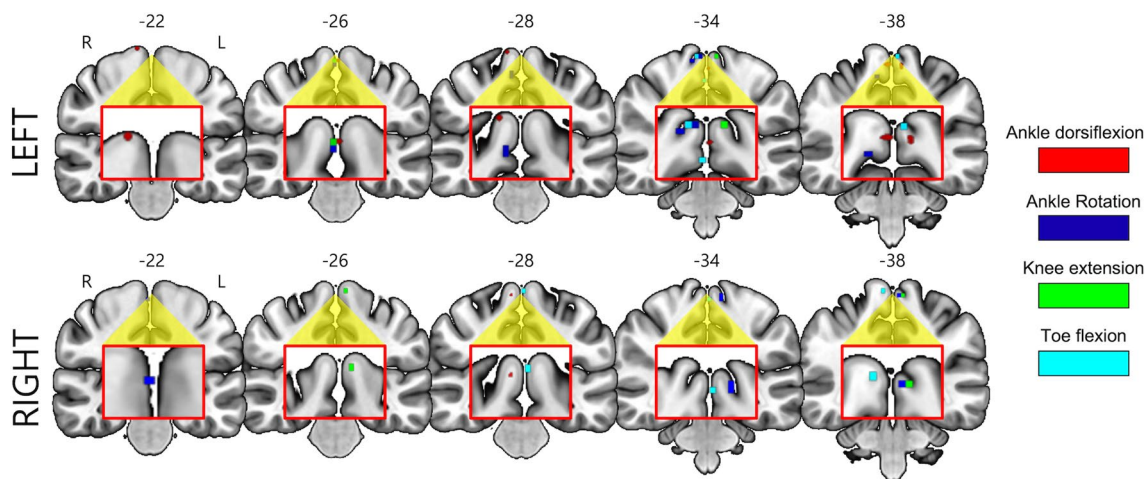 -22 -26 -28 -34 -38
R L
LEFT
Ankle dorsiflexion
Ankle Rotation
Knee extension
Toe flexion
-22 -26 -28 -34 -38
R L
RIGHT